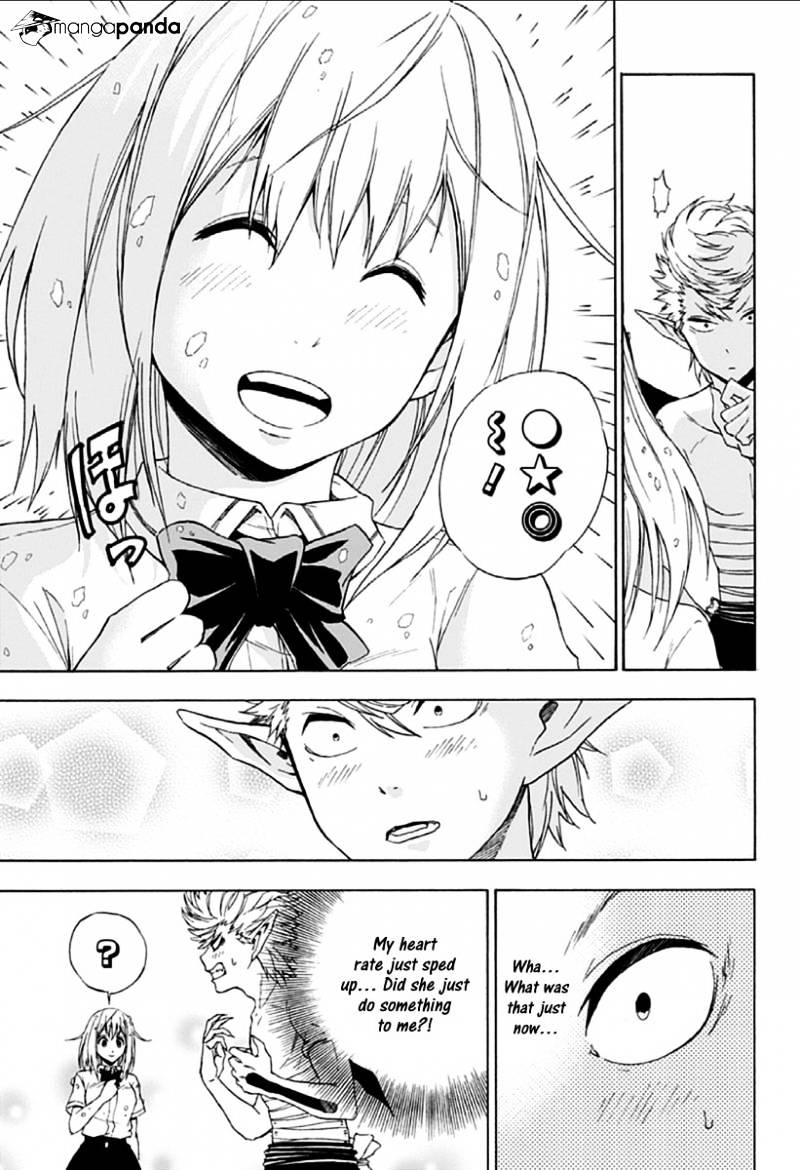 mangapanda
○☆◎
～!
ほっ
Wha...
What was
that just
now...
My heart
rate just sped
up... Did she just
do something
to me?!
?